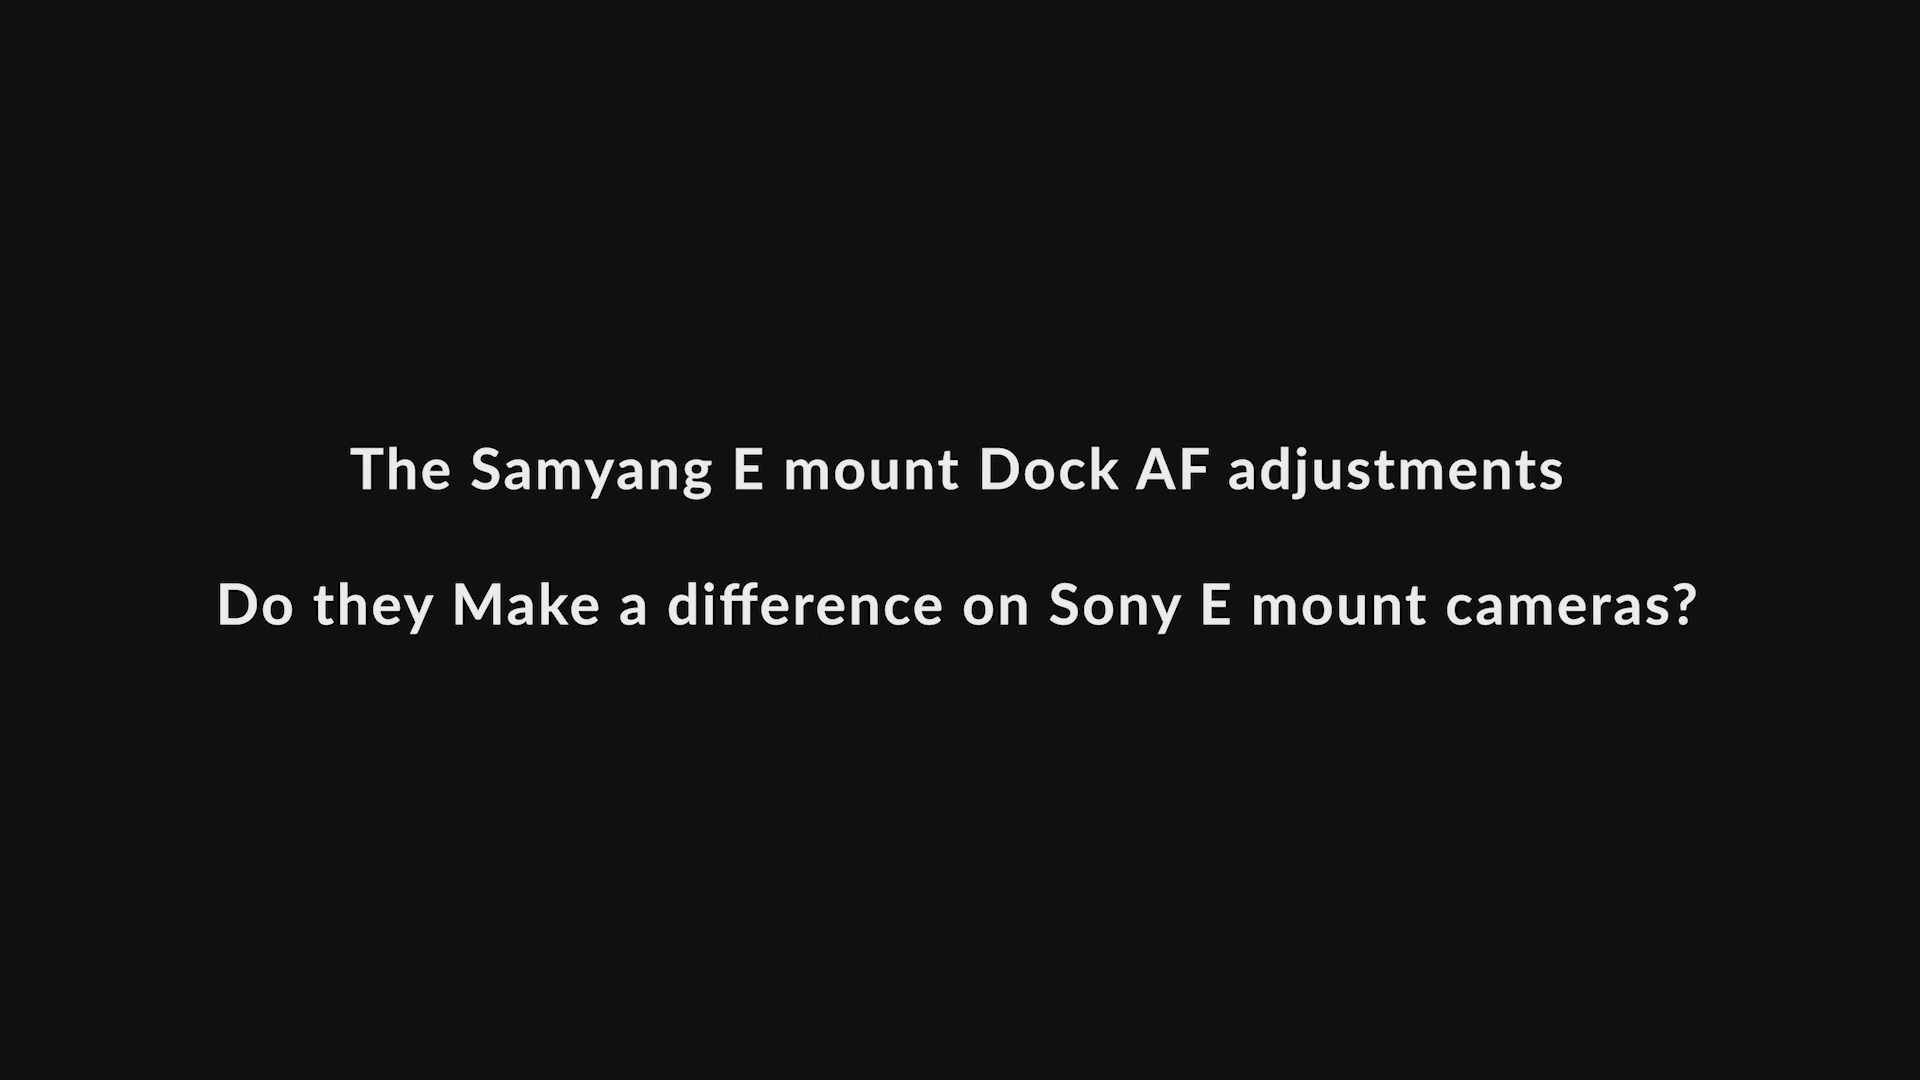 The Samyang E mount Dock AF adjustments
Do they Make a difference on Sony E mount cameras?